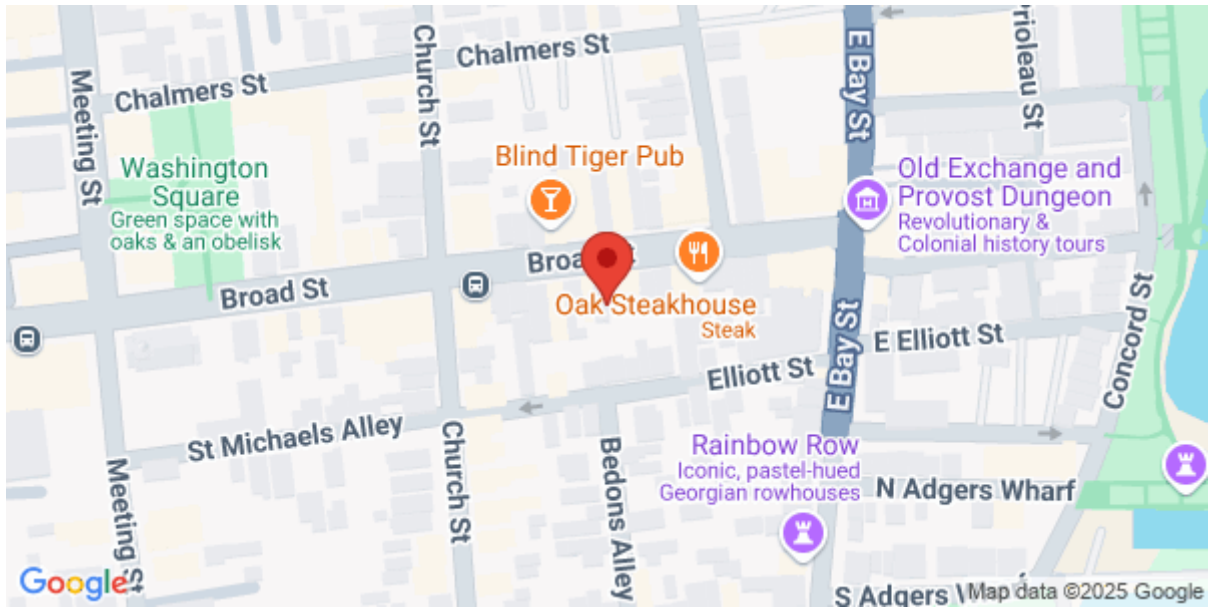 Chalmers St
Chalmers St
Church St
Meeting St
E Bay St
Prioleau St
Washington
Square
Green space with
oaks & an obelisk
Blind Tiger Pub
Old Exchange and
Provost Dungeon
Revolutionary &
Colonial history tours
Broad St
Oak Steakhouse
Steak
E Bay St
E Elliott St
Elliott St
Concord St
St Michaels Alley
Church St
Bedons Alley
Rainbow Row
Iconic, pastel-hued
Georgian rowhouses
N Adgers Wharf
Meeting St
Google
S Adgers
Map data ©2025 Google